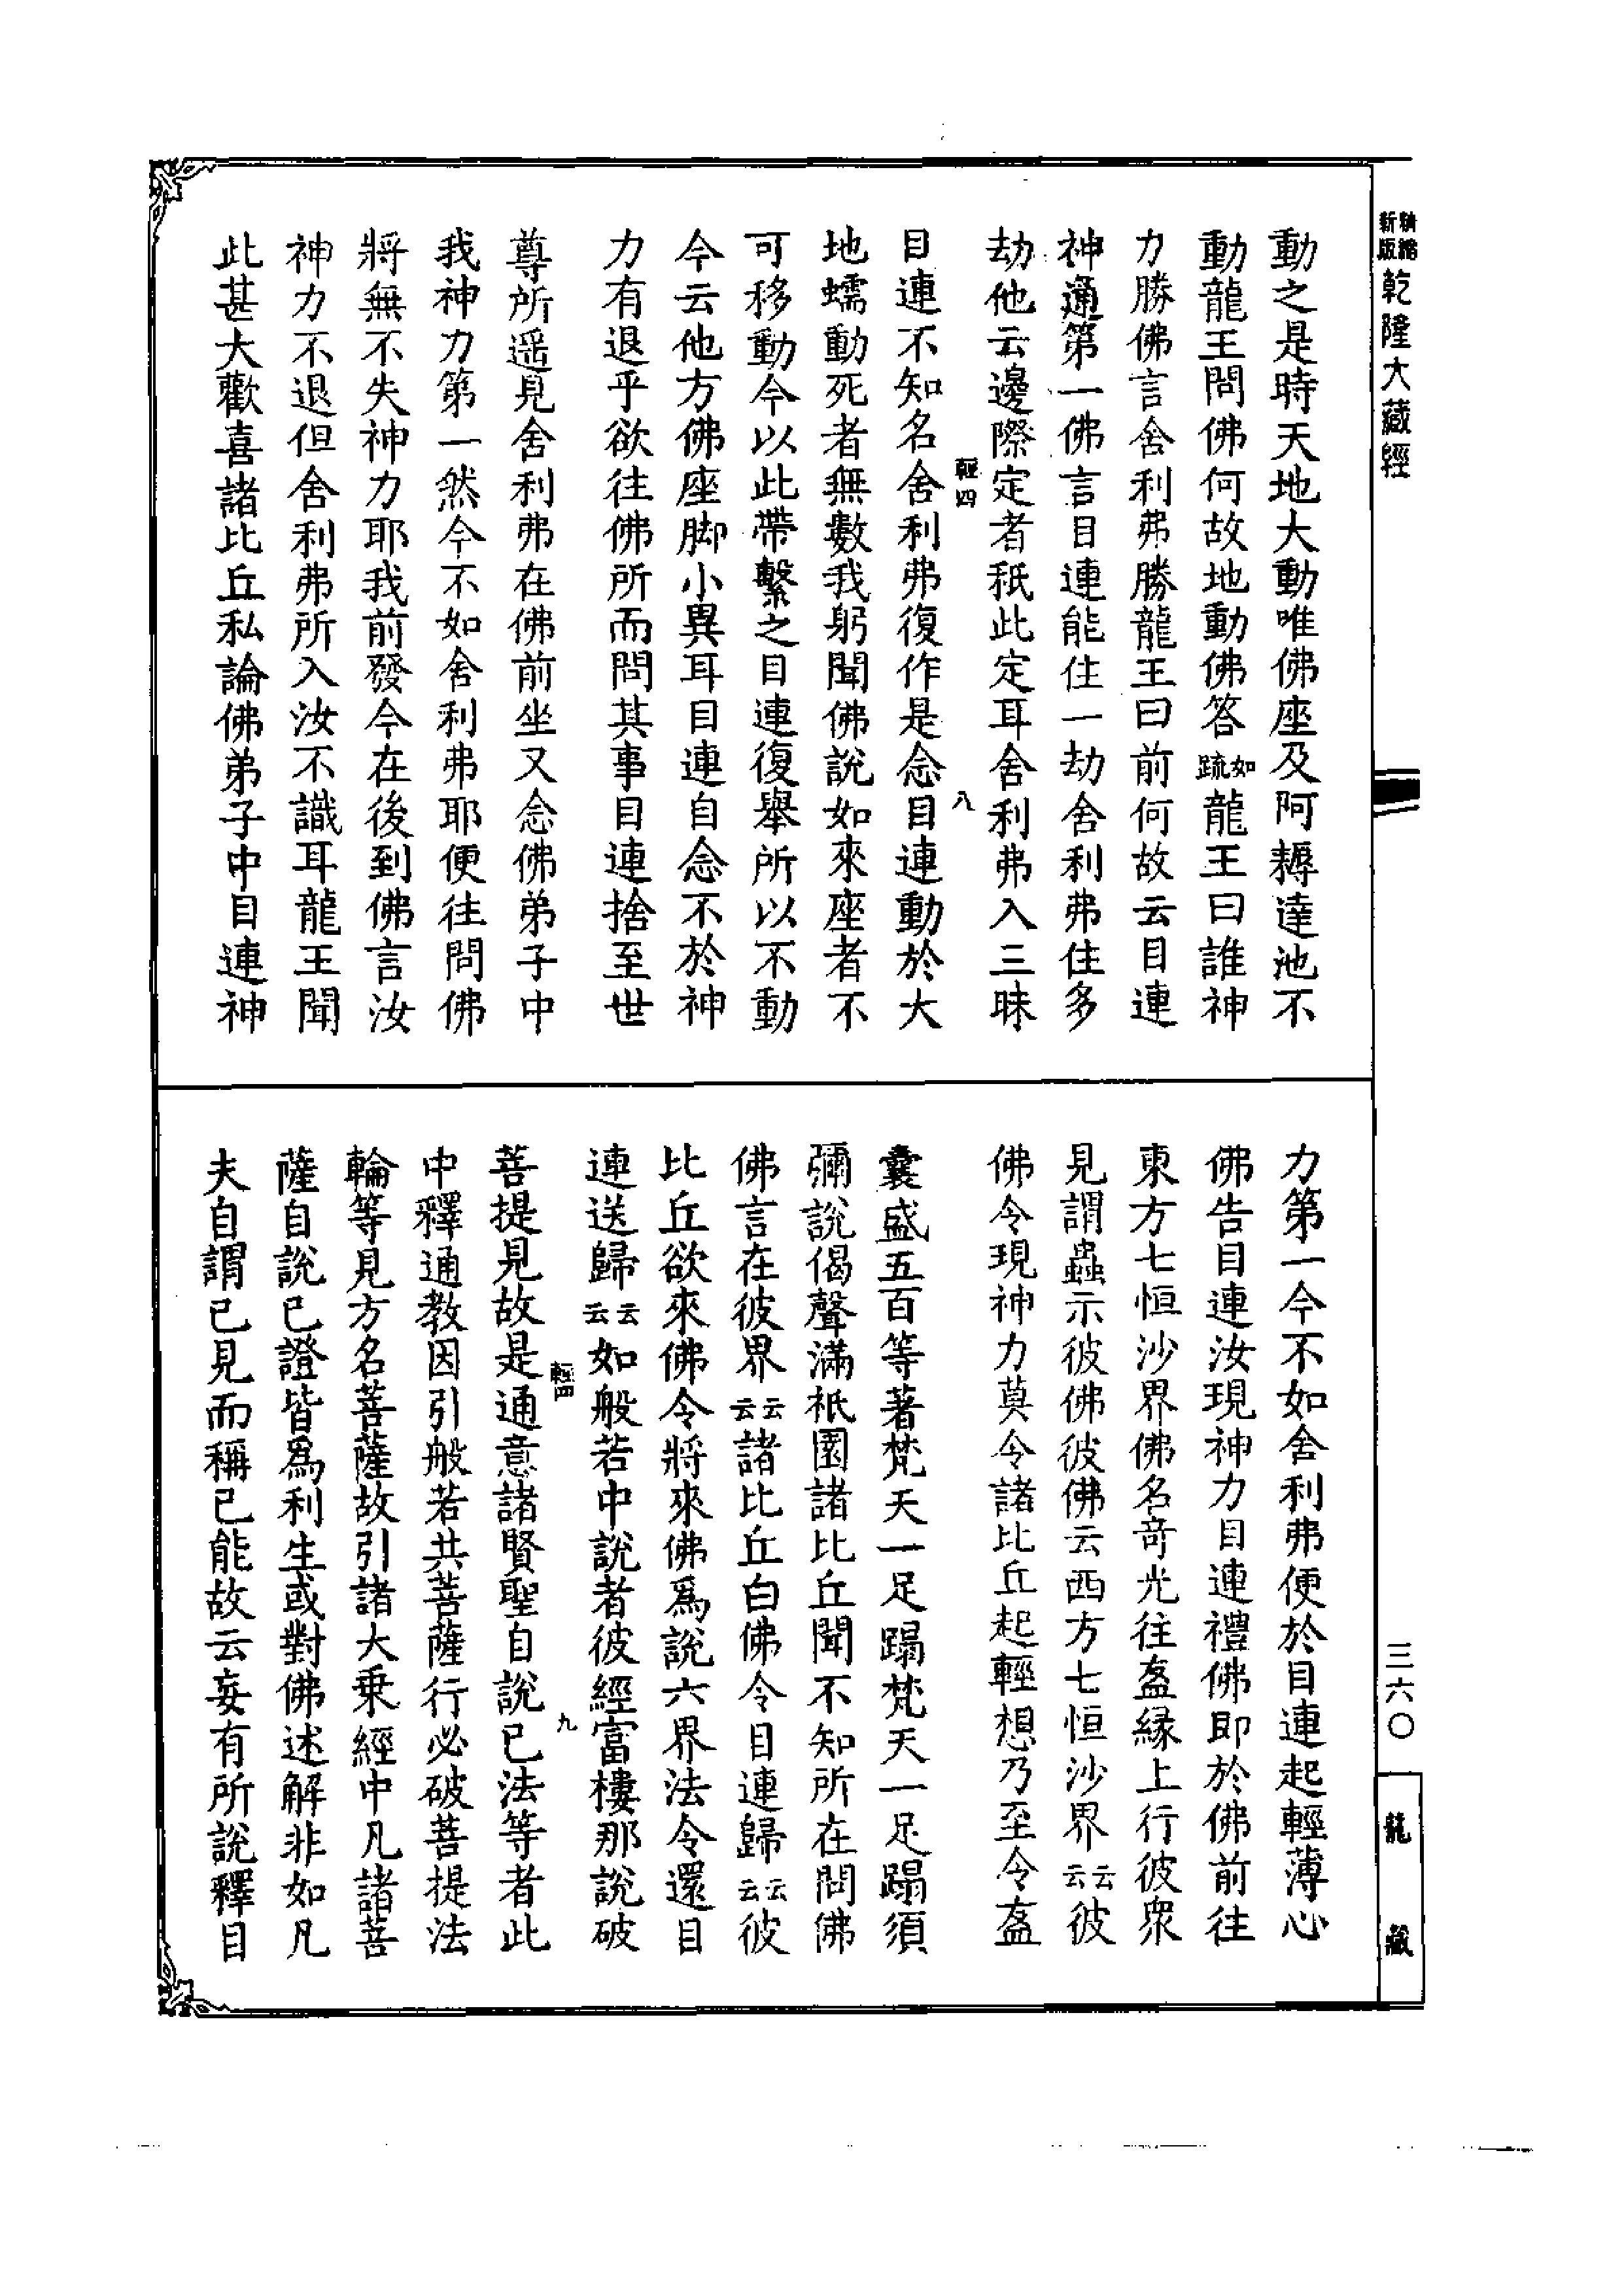 精縮新版
乾隆大藏經
動之是時天地大動唯佛座及阿耨達池不
動龍王問佛何故地動佛答如疏龍王曰誰神
力勝佛言舍利弗勝龍王曰前何故云目連
神通第一佛言目連能住一劫舍利弗住多
劫他云邊際定者秖此定耳舍利弗入三昧
輕四
八
目連不知名舍利弗復作是念目連動於大
地蠕動死者無數我躬聞佛說如來座者不
可移動今以此帶繫之目連復舉所以不動
今云他方佛座脚小異耳目連自念不於神
力有退乎欲往佛所而問其事目連捨至世
尊所遥見舍利弗在佛前坐又念佛弟子中
我神力第一然今不如舍利弗耶便往問佛
將無不失神力耶我前發今在後到佛言汝
神力不退但舍利弗所入汝不識耳龍王聞
此甚大歡喜諸比丘私論佛弟子中目連神
力第一今不如舍利弗便於目連起輕薄心
佛告目連汝現神力目連禮佛即於佛前往
東方七恒沙界佛名奇光往盔緣上行彼衆
見謂蟲示彼佛彼佛云西方七恒沙界云云彼
佛令現神力莫令諸比丘起輕想乃至令盔
囊盛五百等著梵天一足蹋梵天一足蹋須
彌說偈聲滿祇園諸比丘聞不知所在問佛
佛言在彼界云云諸比丘白佛令目連歸云云彼
比丘欲來佛令將來佛爲說六界法令還目
連送歸云云如般若中說者彼經富樓那說破
輕四
九
菩提見故是通意諸賢聖自說已法等者此
中釋通教因引般若共菩薩行必破菩提法
輪等見方名菩薩故引諸大乘經中凡諸菩
薩自說已證皆爲利生或對佛述解非如凡
夫自謂已見而稱已能故云妄有所說釋目
三六〇
龍藏